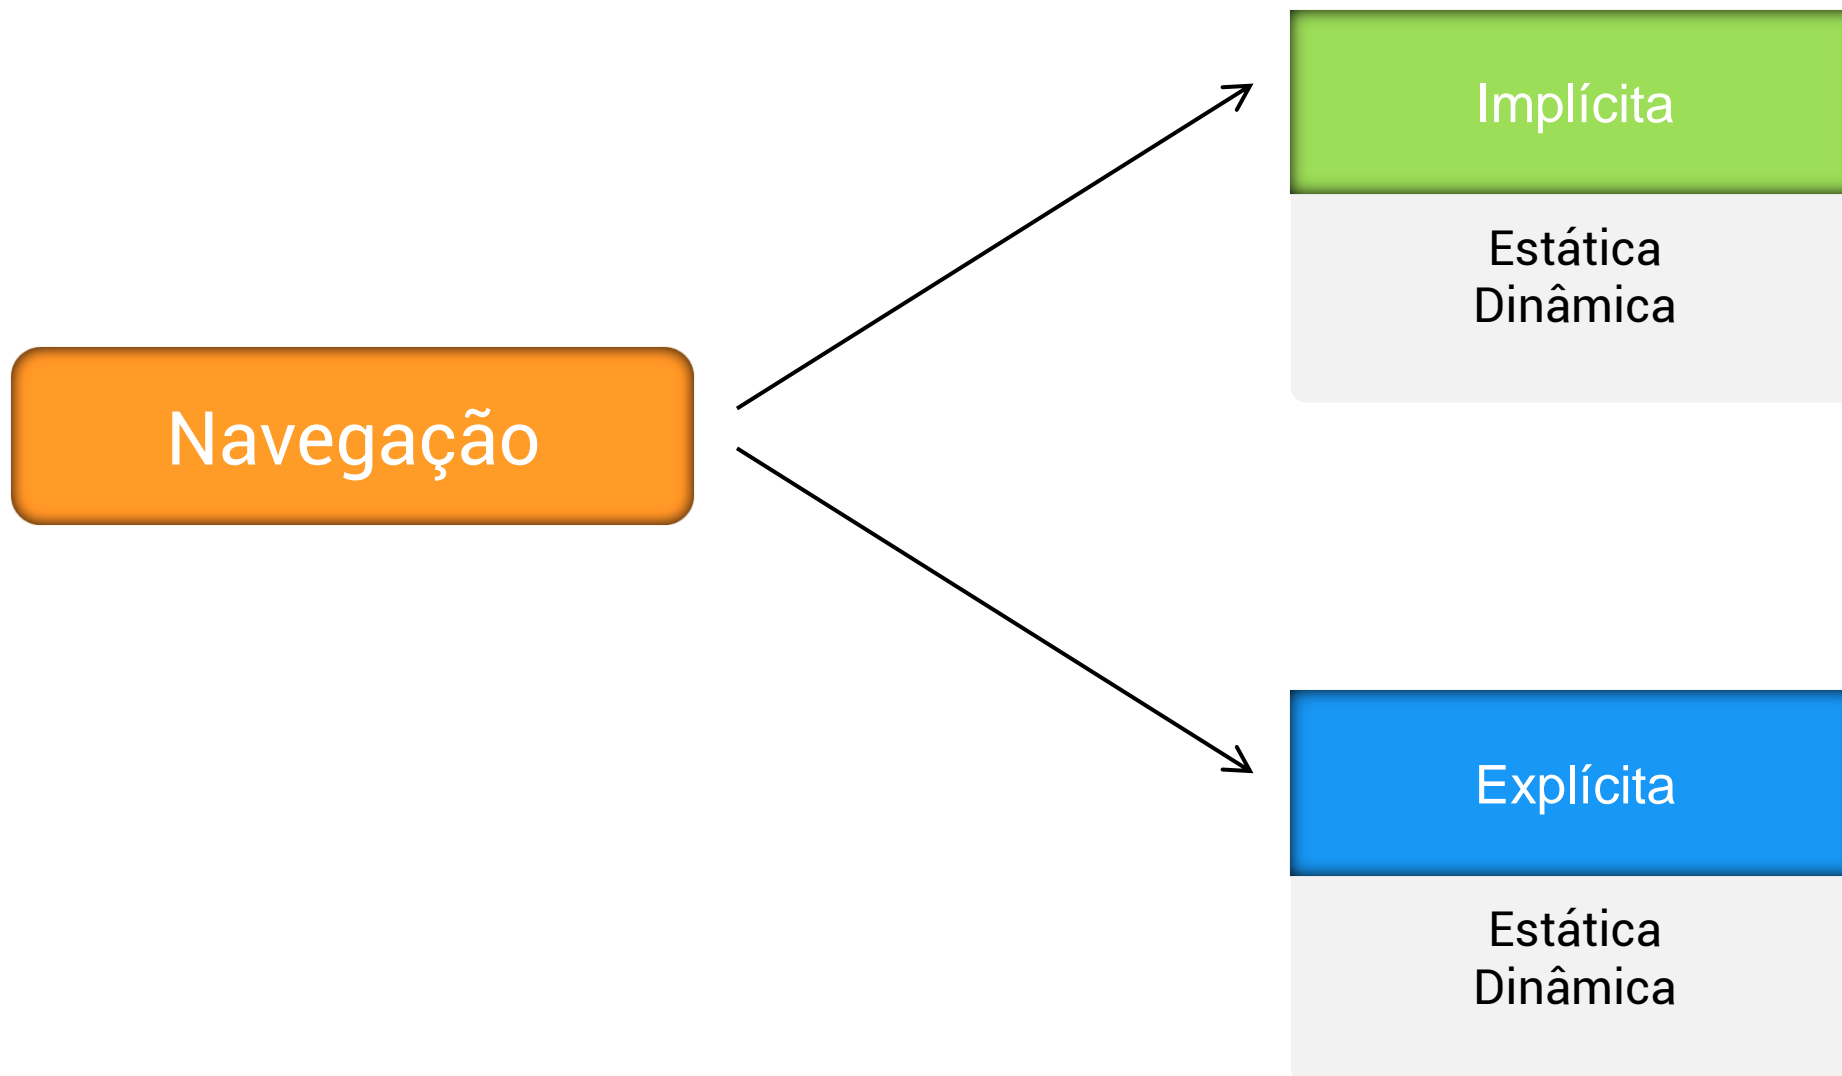 Navegação
Implícita
Estática
Dinâmica
Explícita
Estática
Dinâmica